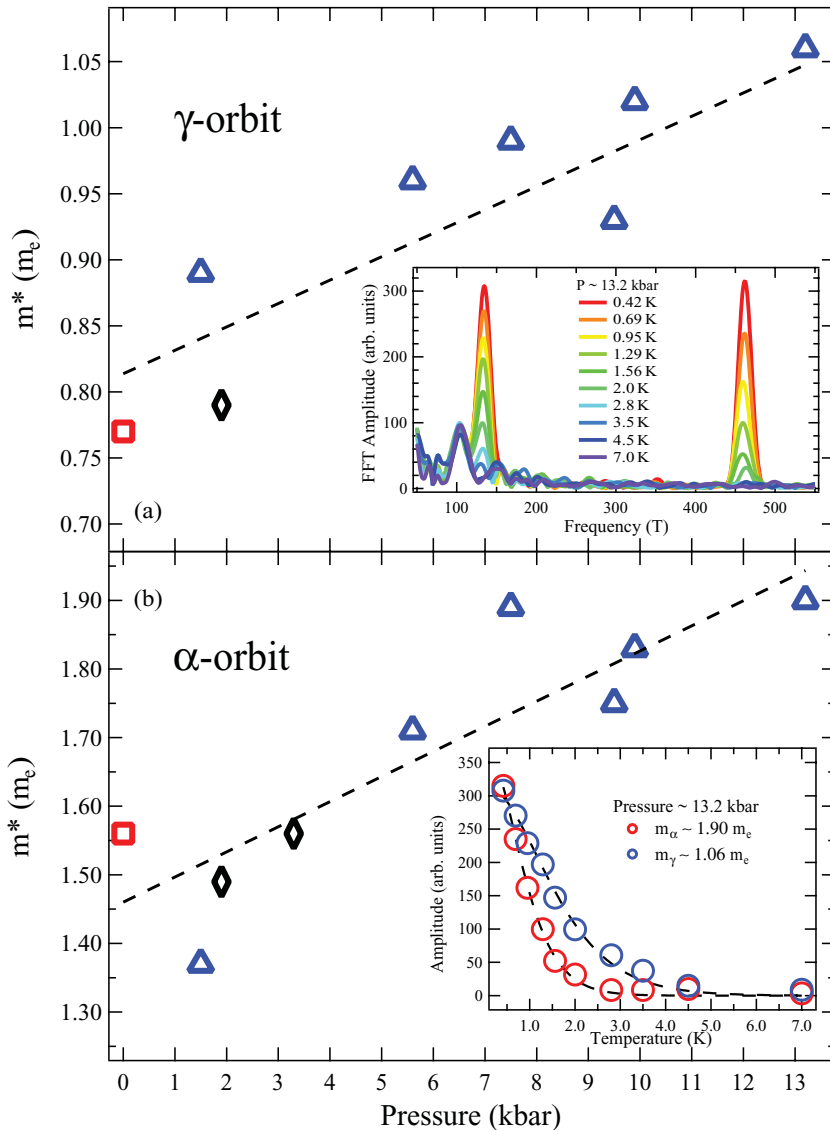 1.05
1.00
0.95
0.90
0.85
0.80
0.75
0.70
m* (mₑ)
γ-orbit
(a)
300
200
100
0
FFT Amplitude (arb. units)
P ~ 13.2 kbar
0.42 K
0.69 K
0.95 K
1.29 K
1.56 K
2.0 K
2.8 K
3.5 K
4.5 K
7.0 K
100 200 300 400 500
Frequency (T)
(b)
α-orbit
1.90
1.80
1.70
1.60
1.50
1.40
1.30
m* (mₑ)
350
300
250
200
150
100
50
0
Amplitude (arb. units)
Pressure ~ 13.2 kbar
m_α ~ 1.90 mₑ
m_γ ~ 1.06 mₑ
1.0 2.0 3.0 4.0 5.0 6.0 7.0
Temperature (K)
0 1 2 3 4 5 6 7 8 9 10 11 12 13
Pressure (kbar)